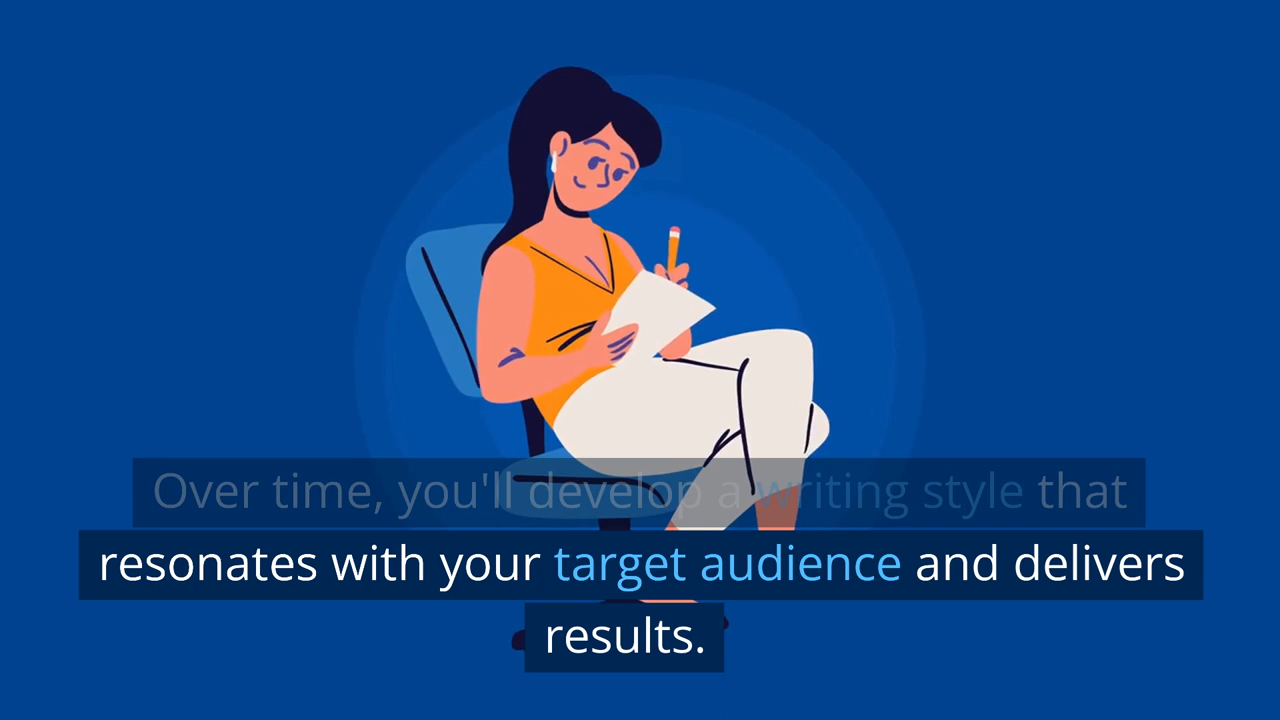 Over time, you'll develop a writing style that
resonates with your target audience and delivers
results.